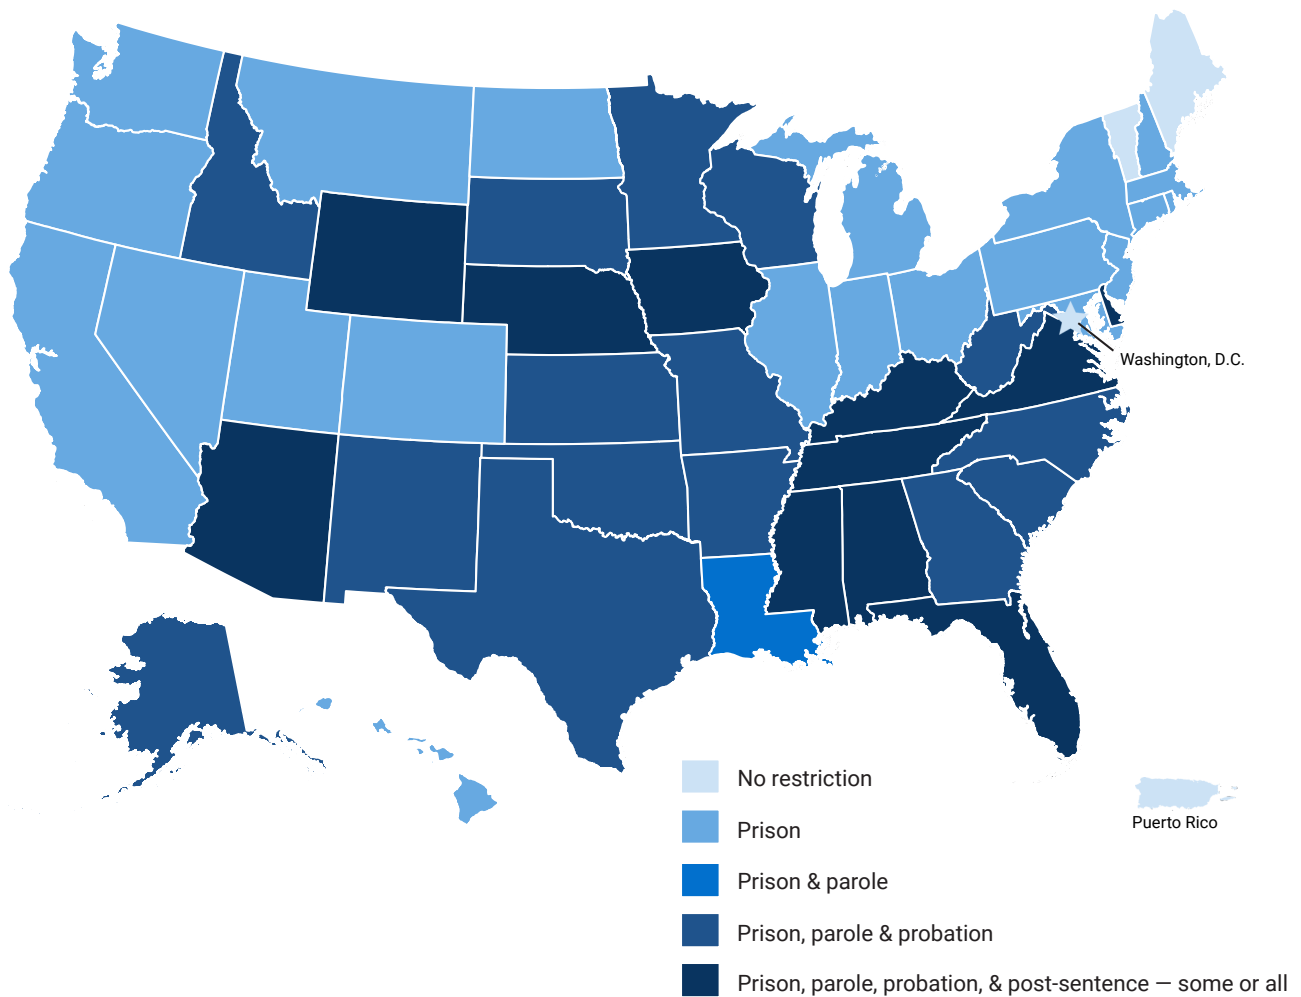 Washington, D.C.
No restriction
Prison
Puerto Rico
Prison & parole
Prison, parole & probation
Prison, parole, probation, & post-sentence — some or all